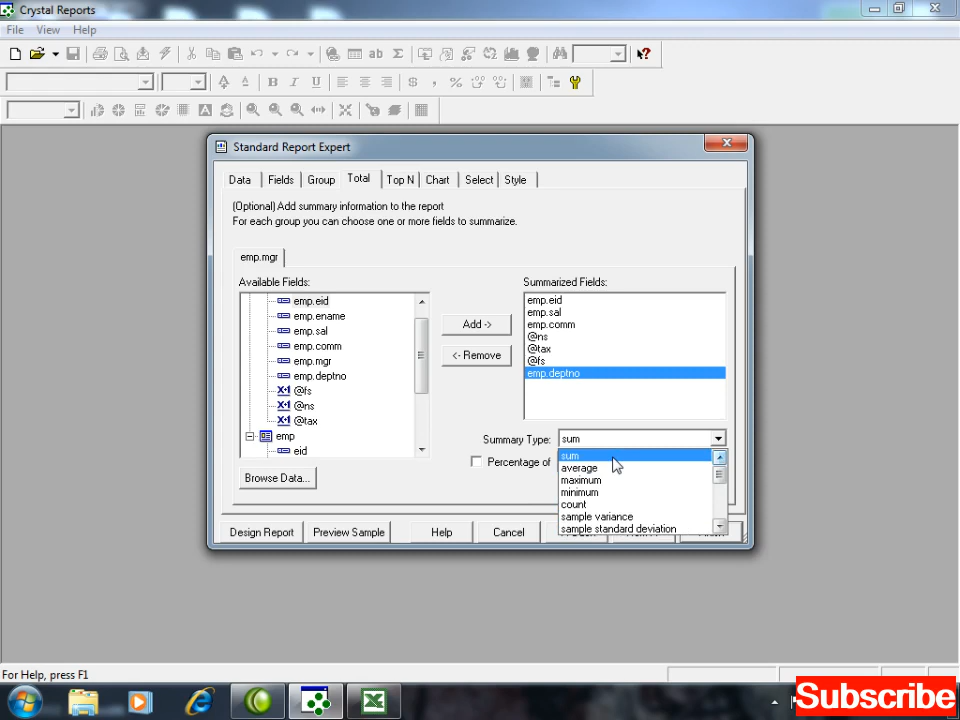 Crystal Reports
File View Help
Standard Report Expert
Data Fields Group Total Top N Chart Select Style
(Optional) Add summary information to the report
For each group you can choose one or more fields to summarize.
emp.mgr
Available Fields:
emp.eid
emp.ename
emp.sal
emp.comm
emp.mgr
emp.deptno
@fs
@ns
@tax
emp
eid
Browse Data...
Add ->
<- Remove
Summarized Fields:
emp.eid
emp.sal
emp.comm
@ns
@tax
@fs
emp.deptno
Summary Type: sum
Percentage of
sum
average
maximum
minimum
count
sample variance
sample standard deviation
Design Report Preview Sample Help Cancel
For Help, press F1
Subscribe